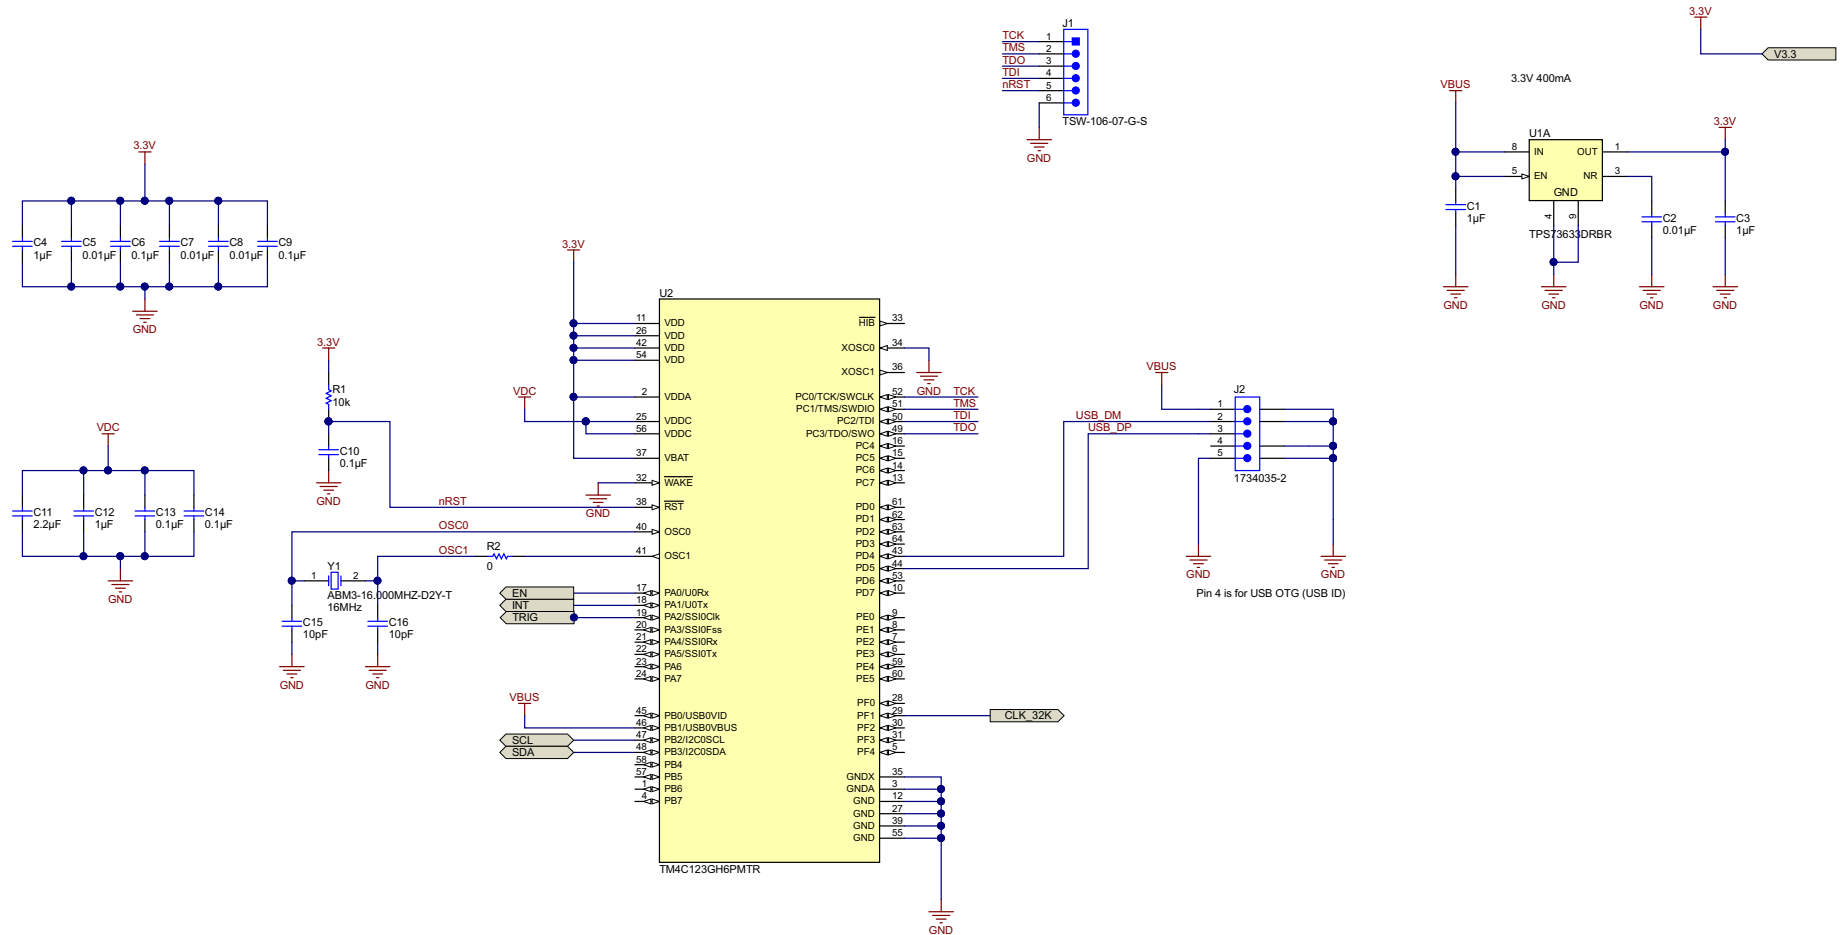 J1
TCK 1
TMS 2
TDO 3
TDI 4
nRST 5
6
TSW-106-07-G-S
GND
3.3V
V3.3
3.3V 400mA
VBUS
3.3V
U1A
8 IN OUT 1
5 EN NR 3
GND
4 9
TPS73633DRBR
C1
1µF
C2
0.01µF
C3
1µF
GND GND GND GND
3.3V
C4
1µF
C5
0.01µF
C6
0.1µF
C7
0.01µF
C8
0.01µF
C9
0.1µF
GND
VDC
C11
2.2µF
C12
1µF
C13
0.1µF
C14
0.1µF
GND
3.3V
R1
10k
C10
0.1µF
GND
nRST
OSC0
OSC1
R2
0
Y1
1 2
ABM3-16.000MHZ-D2Y-T
16MHz
C15
10pF
C16
10pF
GND GND
3.3V
VDC
GND
EN
INT
TRIG
VBUS
SCL
SDA
U2
11 VDD
26 VDD
42 VDD
54 VDD
2 VDDA
25 VDDC
56 VDDC
37 VBAT
32 WAKE
38 RST
40 OSC0
41 OSC1
17 PA0/U0Rx
18 PA1/U0Tx
19 PA2/SSI0Clk
20 PA3/SSI0Fss
21 PA4/SSI0Rx
22 PA5/SSI0Tx
23 PA6
24 PA7
45 PB0/USB0VID
46 PB1/USB0VBUS
47 PB2/I2C0SCL
48 PB3/I2C0SDA
58 PB4
57 PB5
1 PB6
4 PB7
HIB 33
XOSC0 34
XOSC1 36
GND
PC0/TCK/SWCLK 52 TCK
PC1/TMS/SWDIO 51 TMS
PC2/TDI 50 TDI
PC3/TDO/SWO 49 TDO
PC4 16
PC5 15
PC6 14
PC7 13
PD0 61
PD1 62
PD2 63
PD3 64
PD4 43
PD5 44
PD6 53
PD7 10
PE0 9
PE1 8
PE2 7
PE3 6
PE4 59
PE5 60
PF0 28
PF1 29 CLK_32K
PF2 30
PF3 31
PF4 5
GNDX 35
GNDA 3
GND 12
GND 27
GND 39
GND 55
TM4C123GH6PMTR
GND
VBUS
J2
1
USB_DM 2
USB_DP 3
4
5
1734035-2
GND GND
Pin 4 is for USB OTG (USB ID)